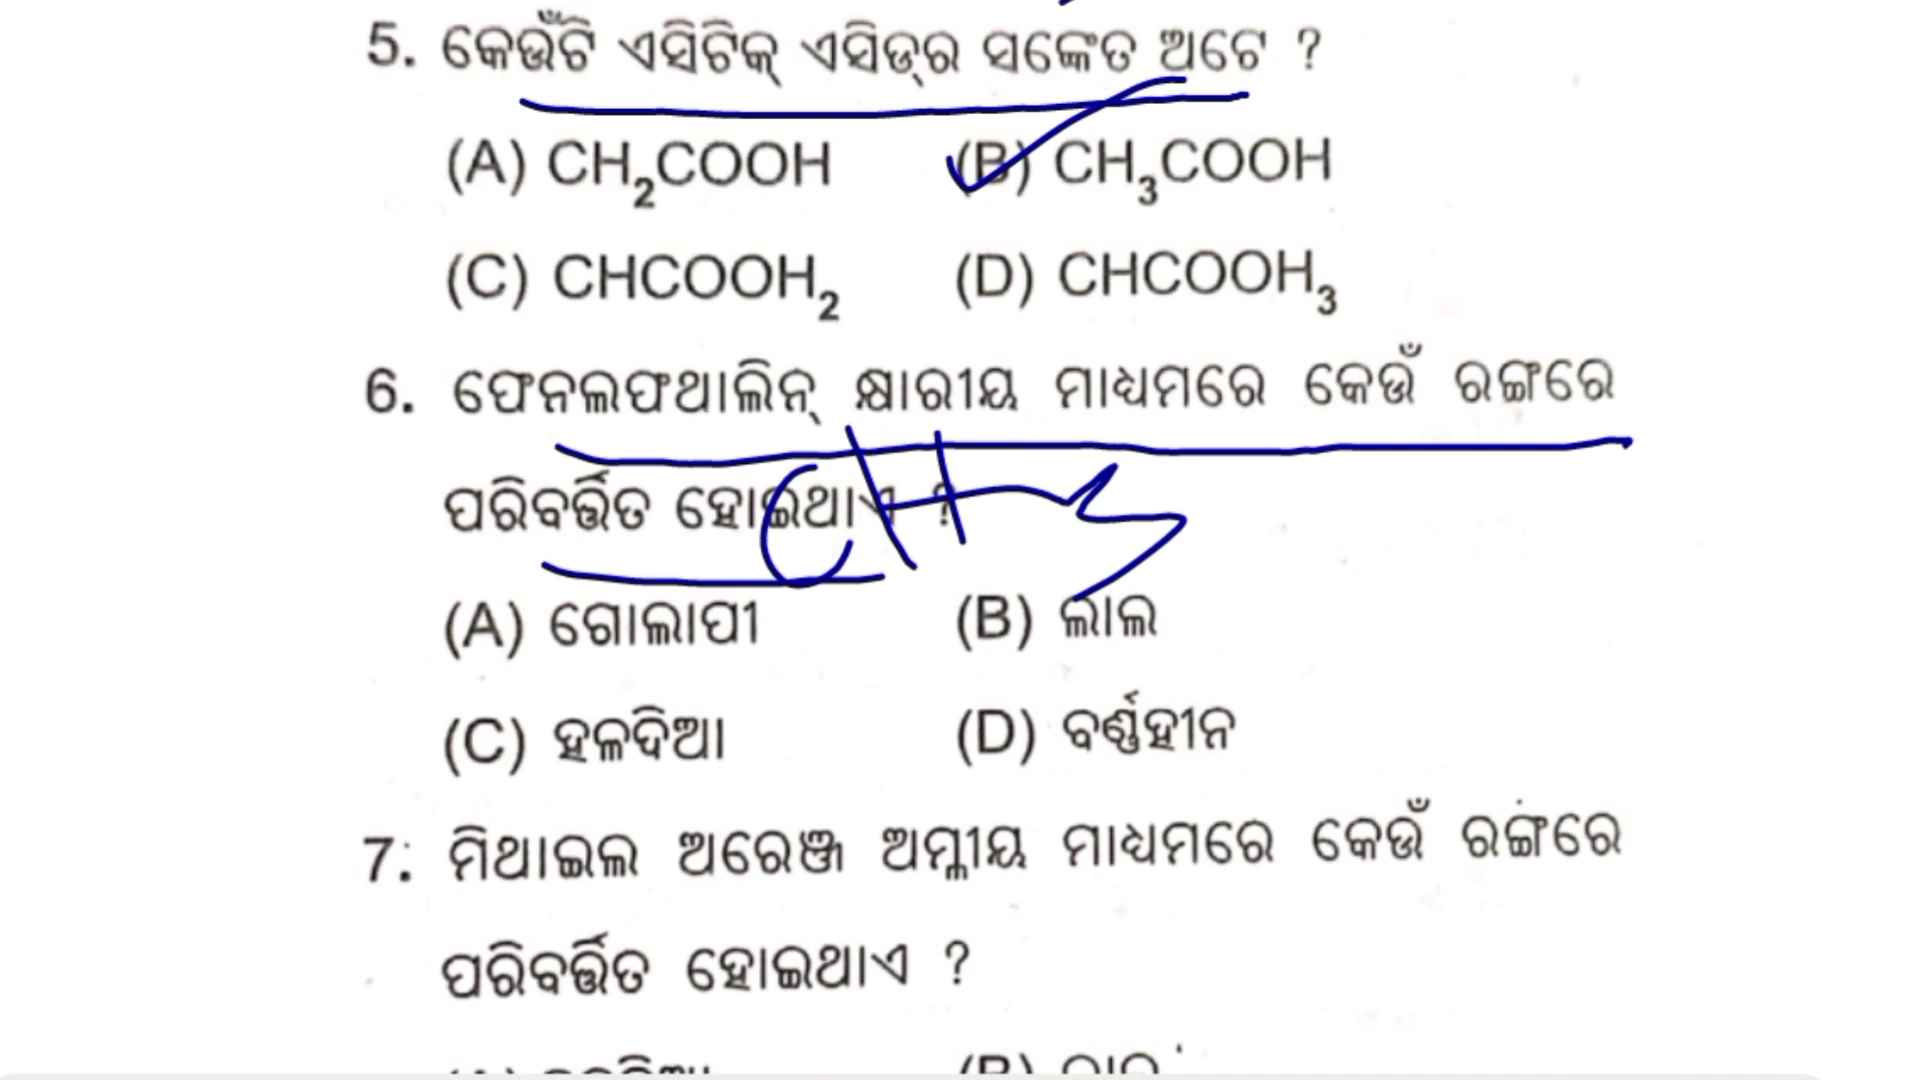 5. କେଉଁଟି ଏସିଟିକ୍ ଏସିଡ୍‌ର ସଙ୍କେତ ଅଟେ ?
(A) CH₂COOH (B) CH₃COOH
(C) CHCOOH₂ (D) CHCOOH₃
6. ଫେନଲଫଥାଲିନ୍ କ୍ଷାରୀୟ ମାଧ୍ୟମରେ କେଉଁ ରଙ୍ଗରେ
ପରିବର୍ତ୍ତିତ ହୋଇଥାଏ ?
CH₃
(A) ଗୋଲାପୀ (B) ଲାଲ
(C) ହଳଦିଆ (D) ବର୍ଣ୍ଣହୀନ
7. ମିଥାଇଲ ଅରେଞ୍ଜ ଅମ୍ଳୀୟ ମାଧ୍ୟମରେ କେଉଁ ରଙ୍ଗରେ
ପରିବର୍ତ୍ତିତ ହୋଇଥାଏ ?